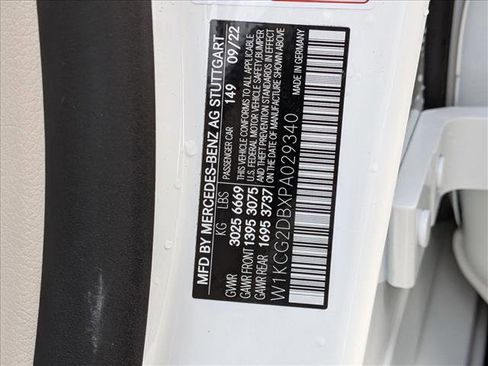 MFD BY MERCEDES-BENZ AG STUTTGART
PASSENGER CAR 149 09/22
KG LBS
GVWR 3025 6669
GAWR FRONT 1395 3075
GAWR REAR 1695 3737
THIS VEHICLE CONFORMS TO ALL APPLICABLE
U.S. FEDERAL MOTOR VEHICLE SAFETY, BUMPER
AND THEFT PREVENTION STANDARDS IN EFFECT
ON THE DATE OF MANUFACTURE SHOWN ABOVE
W1KCG2DBXPA029340 MADE IN GERMANY